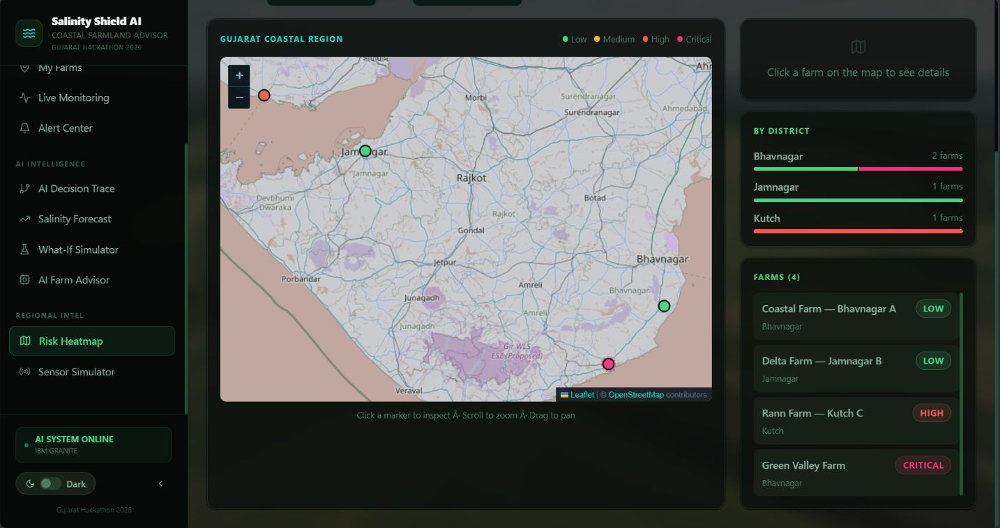 Salinity Shield AI
COASTAL FARMLAND ADVISOR
GUJARAT HACKATHON 2026
My Farms
Live Monitoring
Alert Center
AI INTELLIGENCE
AI Decision Trace
Salinity Forecast
What-If Simulator
AI Farm Advisor
REGIONAL INTEL
Risk Heatmap
Sensor Simulator
AI SYSTEM ONLINE
IBM GRANITE
Dark
Gujarat Hackathon 2026
GUJARAT COASTAL REGION
Low Medium High Critical
+
−
Morbi
Surendranagar
Surendranagar
Ahmedabad
Jamnagar
Jamnagar
Rajkot
Devbhumi
Dwaraka
Botad
Rajkot
Gondal
Jetpur
Bhavnagar
Porbandar
Amreli
Bhavnagar
Junagadh
Amreli
Junagadh
Gir WLS
ESZ (Proposed)
Veraval
Leaflet | © OpenStreetMap contributors
Click a marker to inspect Â· Scroll to zoom Â· Drag to pan
Click a farm on the map to see details
BY DISTRICT
Bhavnagar 2 farms
Jamnagar 1 farms
Kutch 1 farms
FARMS (4)
Coastal Farm — Bhavnagar A LOW
Bhavnagar
Delta Farm — Jamnagar B LOW
Jamnagar
Rann Farm — Kutch C HIGH
Kutch
Green Valley Farm CRITICAL
Bhavnagar